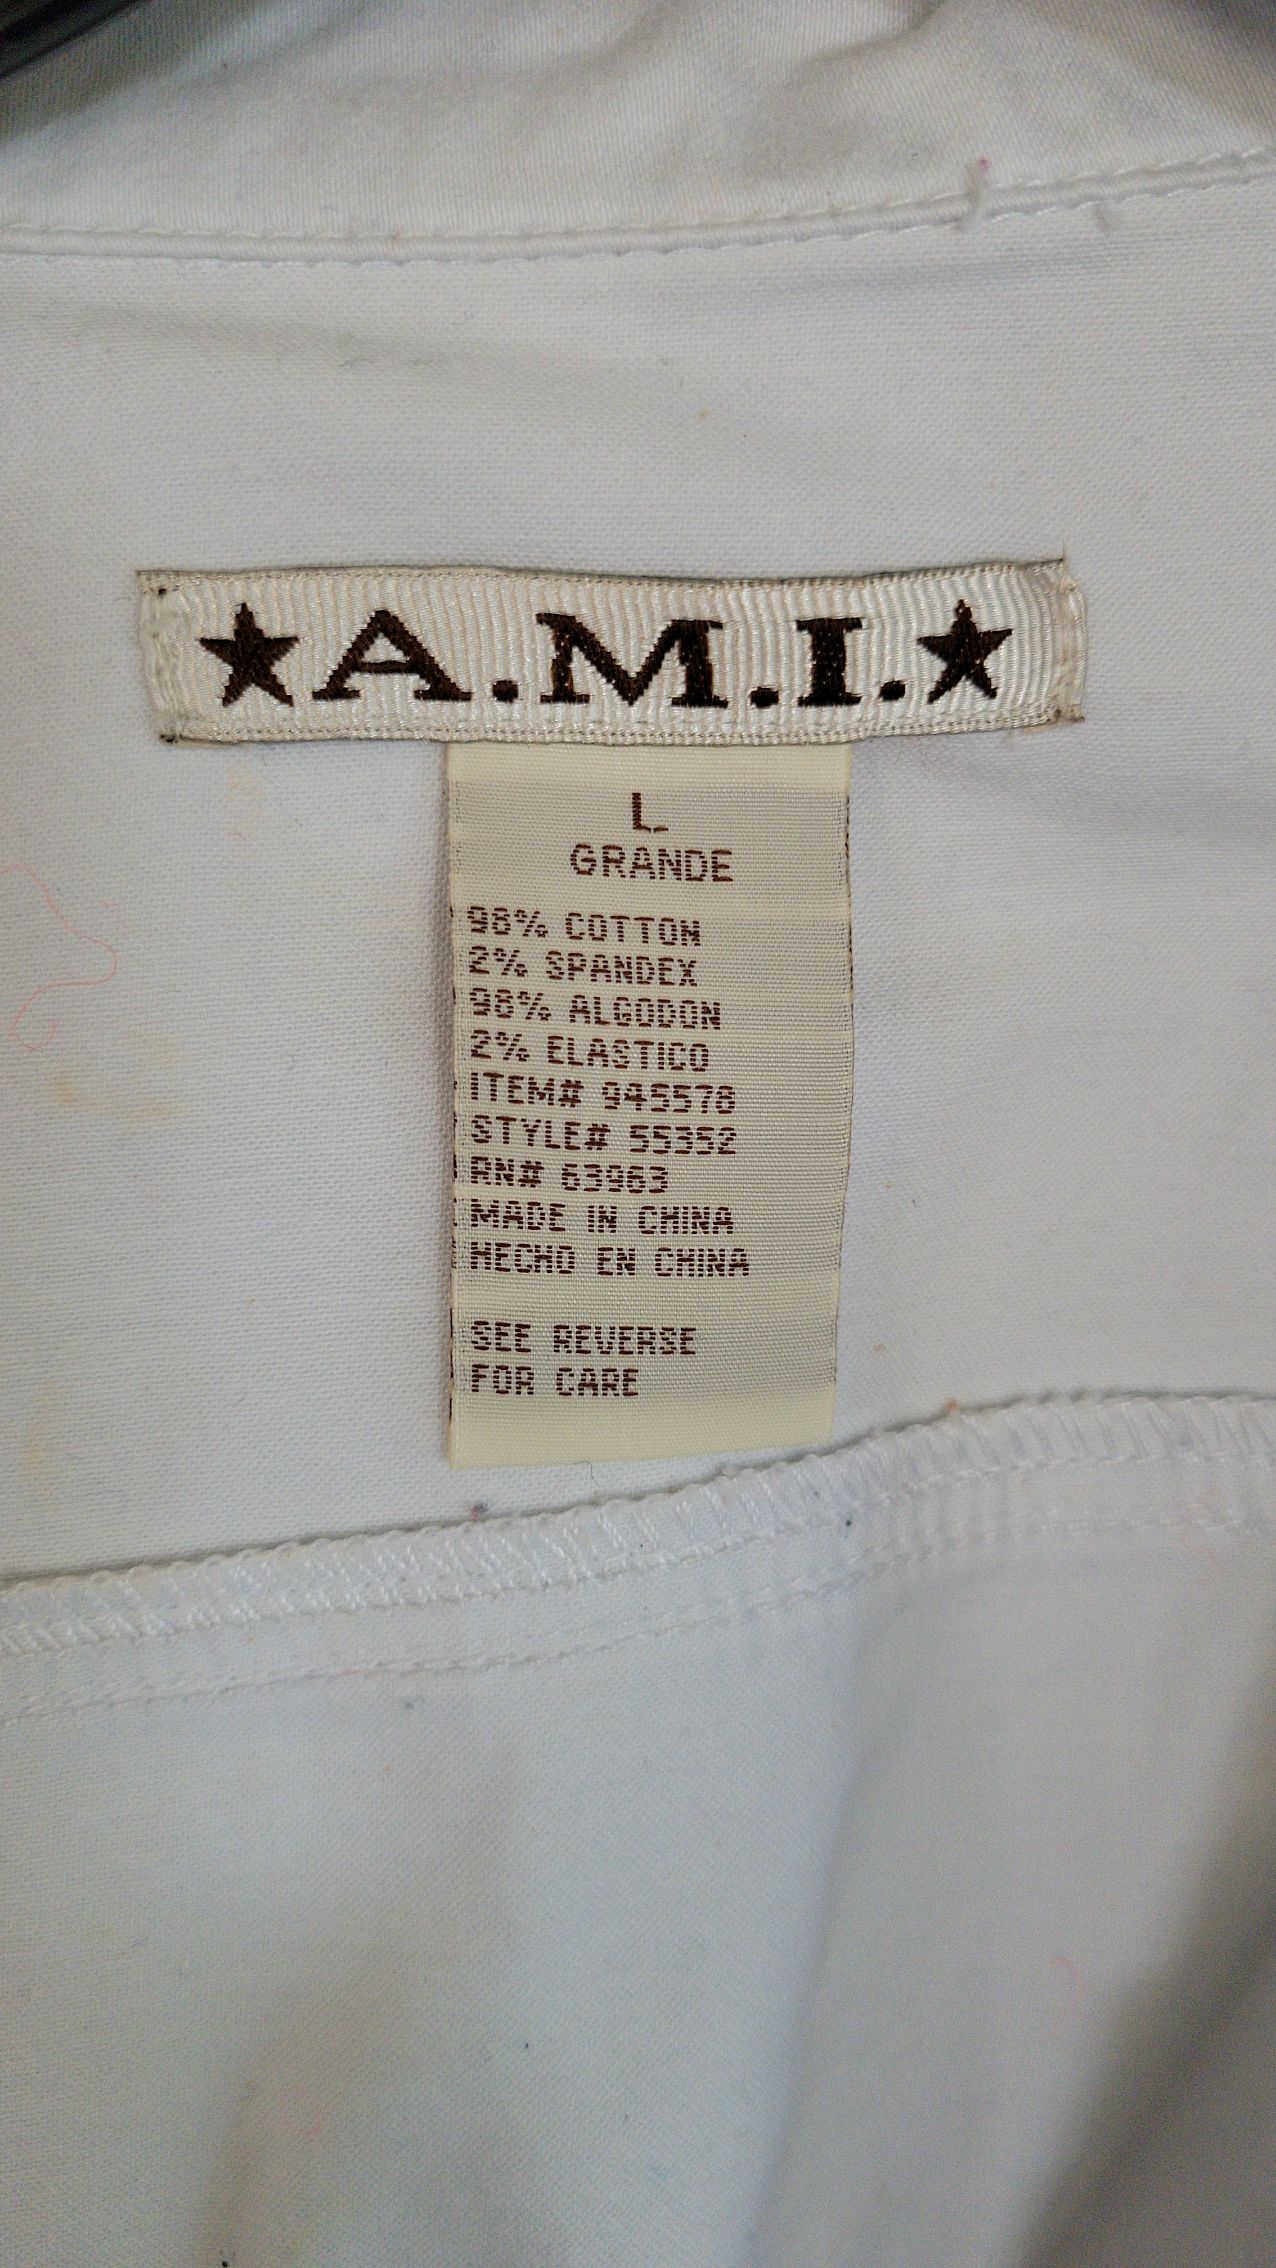 ★A.M.I.★
L
GRANDE
98% COTTON
2% SPANDEX
98% ALGODON
2% ELASTICO
ITEM# 945578
STYLE# 55352
RN# 63963
MADE IN CHINA
HECHO EN CHINA
SEE REVERSE
FOR CARE